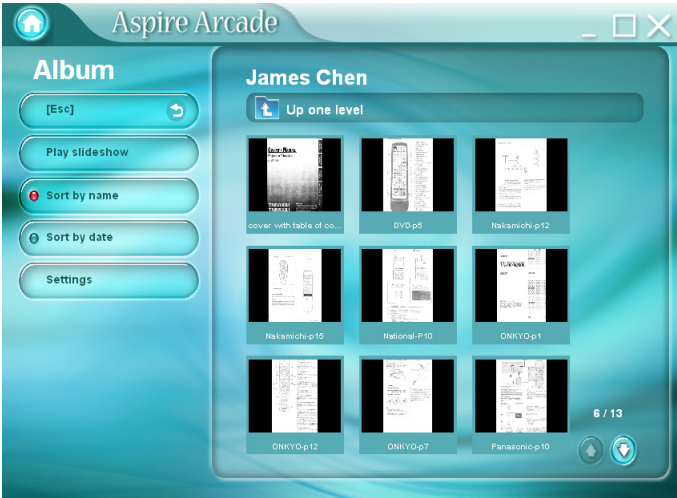 Aspire Arcade
Album
[Esc]
Play slideshow
Sort by name
Sort by date
Settings
James Chen
Up one level
cover with table of co...
DVD-p5
Nakamichi-p12
Nakamichi-p15
National-P10
ONKYO-p1
ONKYO-p12
ONKYO-p7
Panasonic-p10
6 / 13